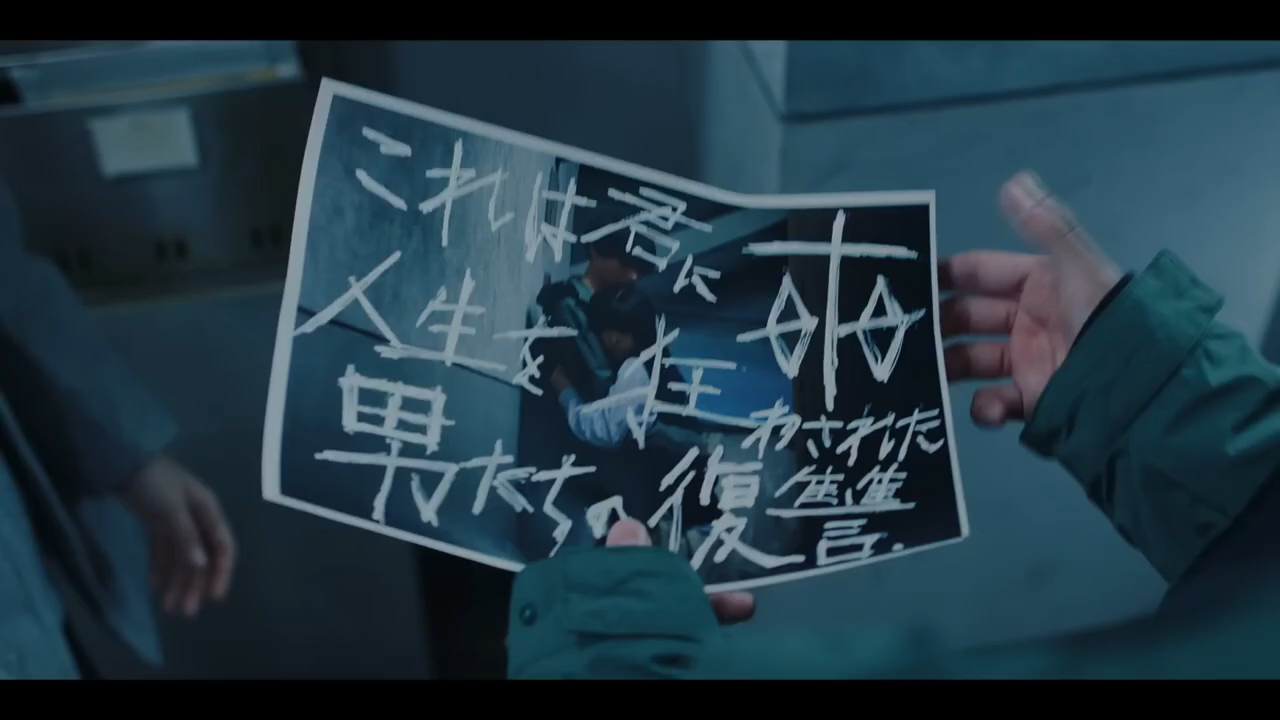 これは君に
人生を狂わされた
男たちの復讐.